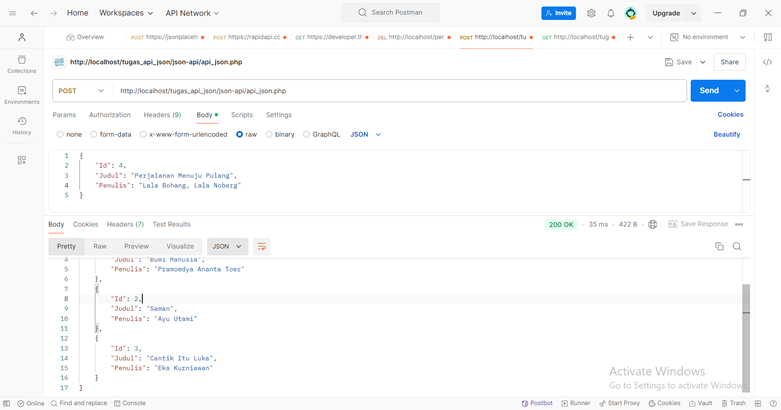 Home Workspaces API Network Search Postman Invite Upgrade
Overview POST https://jsonplaceh POST https://rapidapi.cc GET https://developer.th DEL http://localhost/per POST http://localhost/tu GET http://localhost/tug No environment
http://localhost/tugas_api_json/json-api/api_json.php Save Share
POST http://localhost/tugas_api_json/json-api/api_json.php Send
Collections
Environments
History
Params Authorization Headers (9) Body Scripts Settings Cookies
none form-data x-www-form-urlencoded raw binary GraphQL JSON Beautify
1 {
2 "Id": 4,
3 "Judul": "Perjalanan Menuju Pulang",
4 "Penulis": "Lala Bohang, Lala Noberg"
5 }
Body Cookies Headers (7) Test Results 200 OK 35 ms 422 B Save Response
Pretty Raw Preview Visualize JSON
4 "Judul": "Bumi Manusia",
5 "Penulis": "Pramoedya Ananta Toer"
6 },
7 {
8 "Id": 2,
9 "Judul": "Saman",
10 "Penulis": "Ayu Utami"
11 },
12 {
13 "Id": 3,
14 "Judul": "Cantik Itu Luka",
15 "Penulis": "Eka Kurniawan"
16 }
17 ]
Activate Windows
Go to Settings to activate Windows.
Online Find and replace Console Postbot Runner Start Proxy Cookies Vault Trash